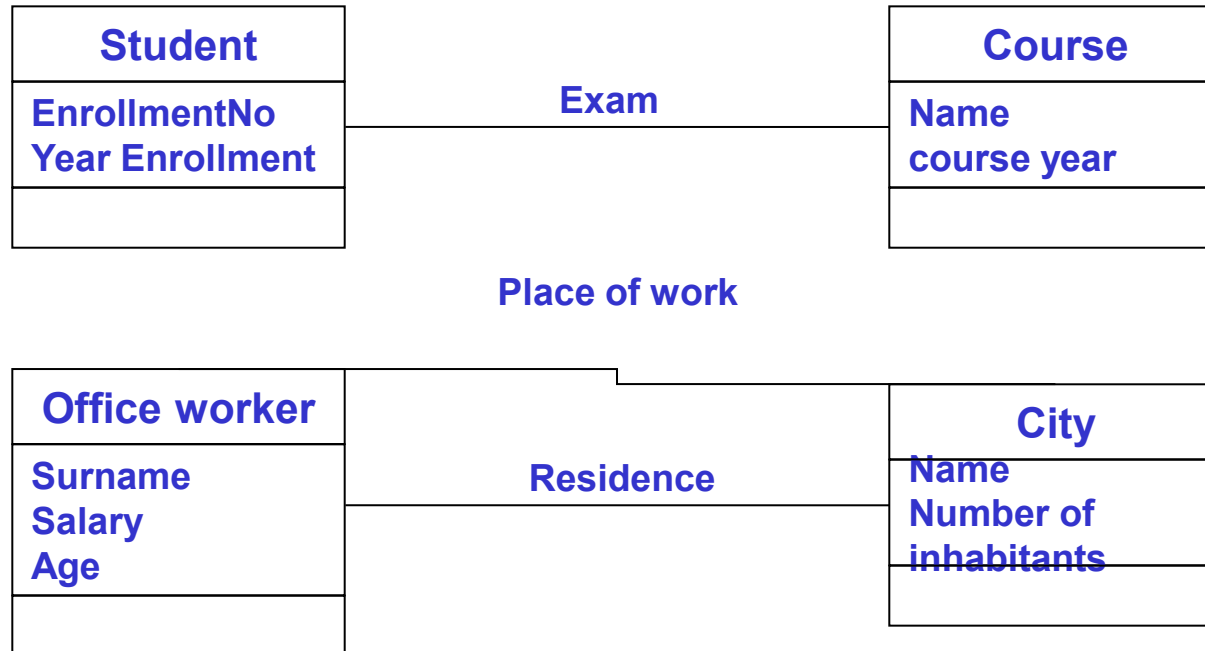 Student
EnrollmentNo
Year Enrollment
Exam
Course
Name
course year
Place of work
Office worker
Surname
Salary
Age
Residence
City
Name
Number of
inhabitants